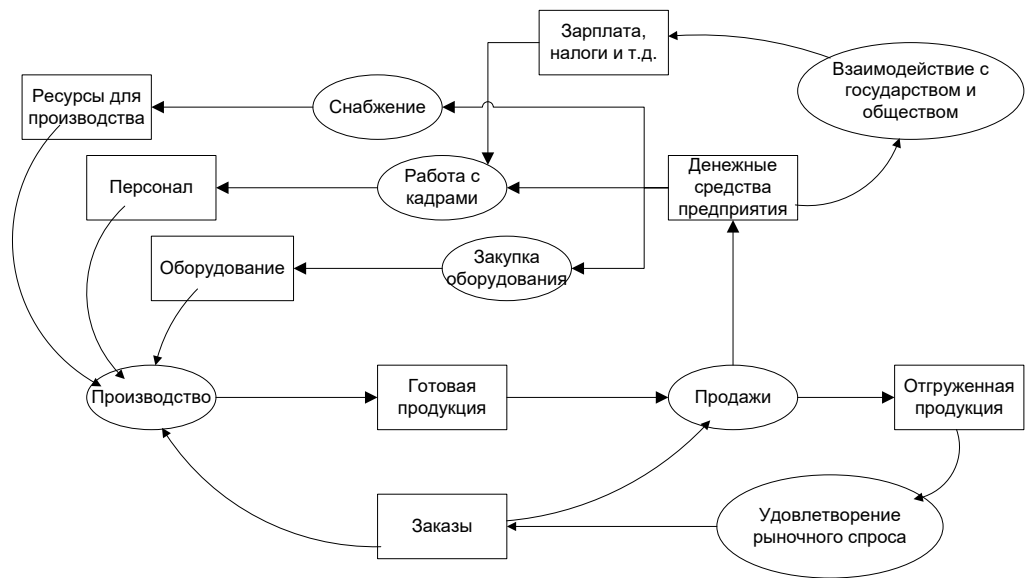 Зарплата,
налоги и т.д.
Взаимодействие с
государством и
обществом
Ресурсы для
производства
Снабжение
Персонал
Работа с
кадрами
Денежные
средства
предприятия
Оборудование
Закупка
оборудования
Производство
Готовая
продукция
Продажи
Отгруженная
продукция
Заказы
Удовлетворение
рыночного спроса